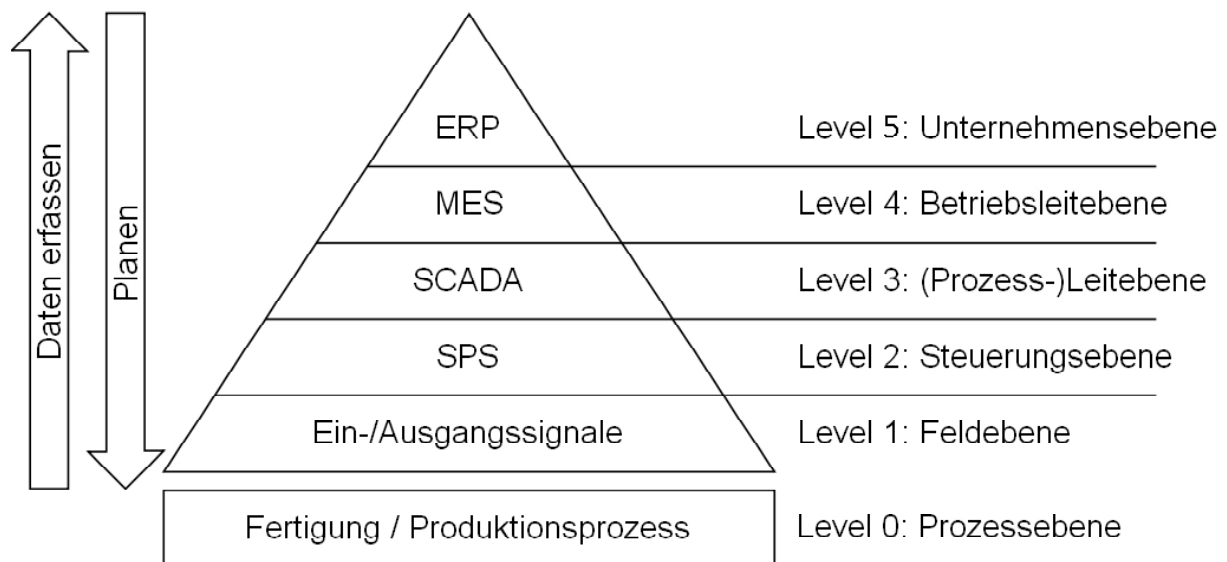 Daten erfassen
Planen
ERP
Level 5: Unternehmensebene
MES
Level 4: Betriebsleitebene
SCADA
Level 3: (Prozess-)Leitebene
SPS
Level 2: Steuerungsebene
Ein-/Ausgangssignale
Level 1: Feldebene
Fertigung / Produktionsprozess
Level 0: Prozessebene